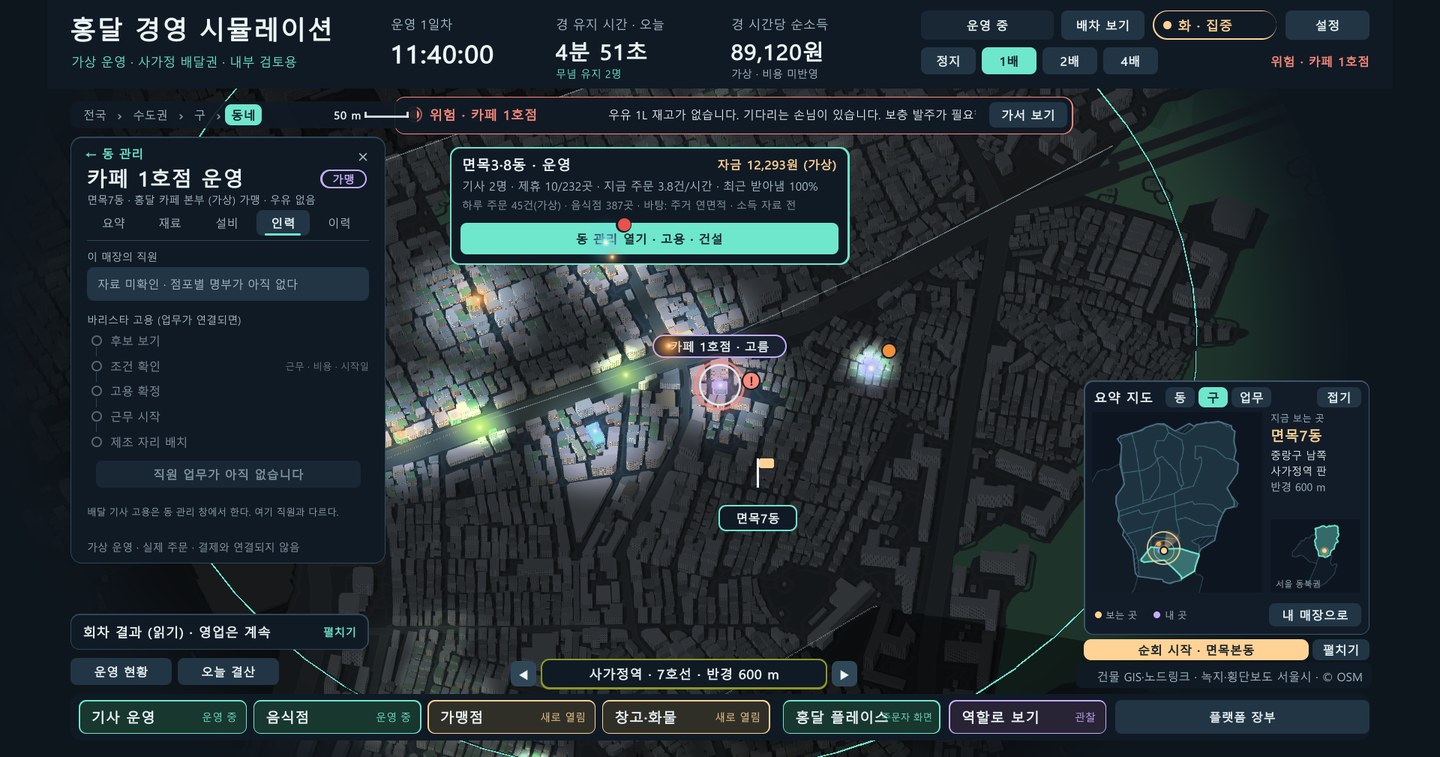 홍달 경영 시뮬레이션
가상 운영 · 사가정 배달권 · 내부 검토용
운영 1일차
11:40:00
경 유지 시간 · 오늘
4분 51초
무념 유지 2명
경 시간당 순소득
89,120원
가상 · 비용 미반영
운영 중
배차 보기
화 · 집중
설정
정지
1배
2배
4배
위험 · 카페 1호점
전국 › 수도권 › 구 › 동네
50 m
위험 · 카페 1호점
우유 1L 재고가 없습니다. 기다리는 손님이 있습니다. 보충 발주가 필요
가서 보기
← 동 관리
×
카페 1호점 운영
가맹
면목7동 · 홍달 카페 본부 (가상) 가맹 · 우유 없음
요약
재료
설비
인력
이력
이 매장의 직원
자료 미확인 · 점포별 명부가 아직 없다
바리스타 고용 (업무가 연결되면)
후보 보기
조건 확인
근무 · 비용 · 시작일
고용 확정
근무 시작
제조 자리 배치
직원 업무가 아직 없습니다
배달 기사 고용은 동 관리 창에서 한다. 여기 직원과 다르다.
가상 운영 · 실제 주문 · 결제와 연결되지 않음
면목3·8동 · 운영
자금 12,293원 (가상)
기사 2명 · 제휴 10/232곳 · 지금 주문 3.8건/시간 · 최근 받아냄 100%
하루 주문 45건(가상) · 음식점 387곳 · 바탕: 주거 연면적 · 소득 자료 전
동 관리 열기 · 고용 · 건설
카페 1호점 · 고름
!
면목7동
요약 지도
동
구
업무
접기
지금 보는 곳
면목7동
중랑구 남쪽
사가정역 판
반경 600 m
서울 동북권
보는 곳
내 곳
내 매장으로
순회 시작 · 면목본동
펼치기
건물 GIS·노드링크 · 녹지·횡단보도 서울시 · © OSM
회차 결과 (읽기) · 영업은 계속
펼치기
운영 현황
오늘 결산
◀
사가정역 · 7호선 · 반경 600 m
▶
기사 운영
운영 중
음식점
운영 중
가맹점
새로 열림
창고·화물
새로 열림
홍달 플레이스
주문자 화면
역할로 보기
관찰
플랫폼 장부